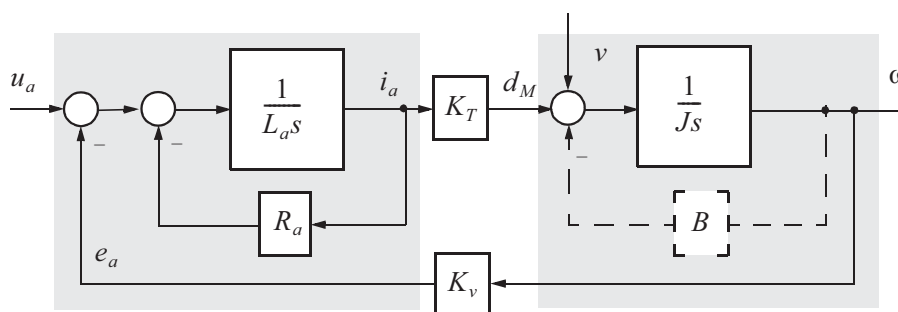 u_a
1
L_a s
i_a
K_T
d_M
v
1
Js
ω
−
−
−
R_a
B
e_a
K_v